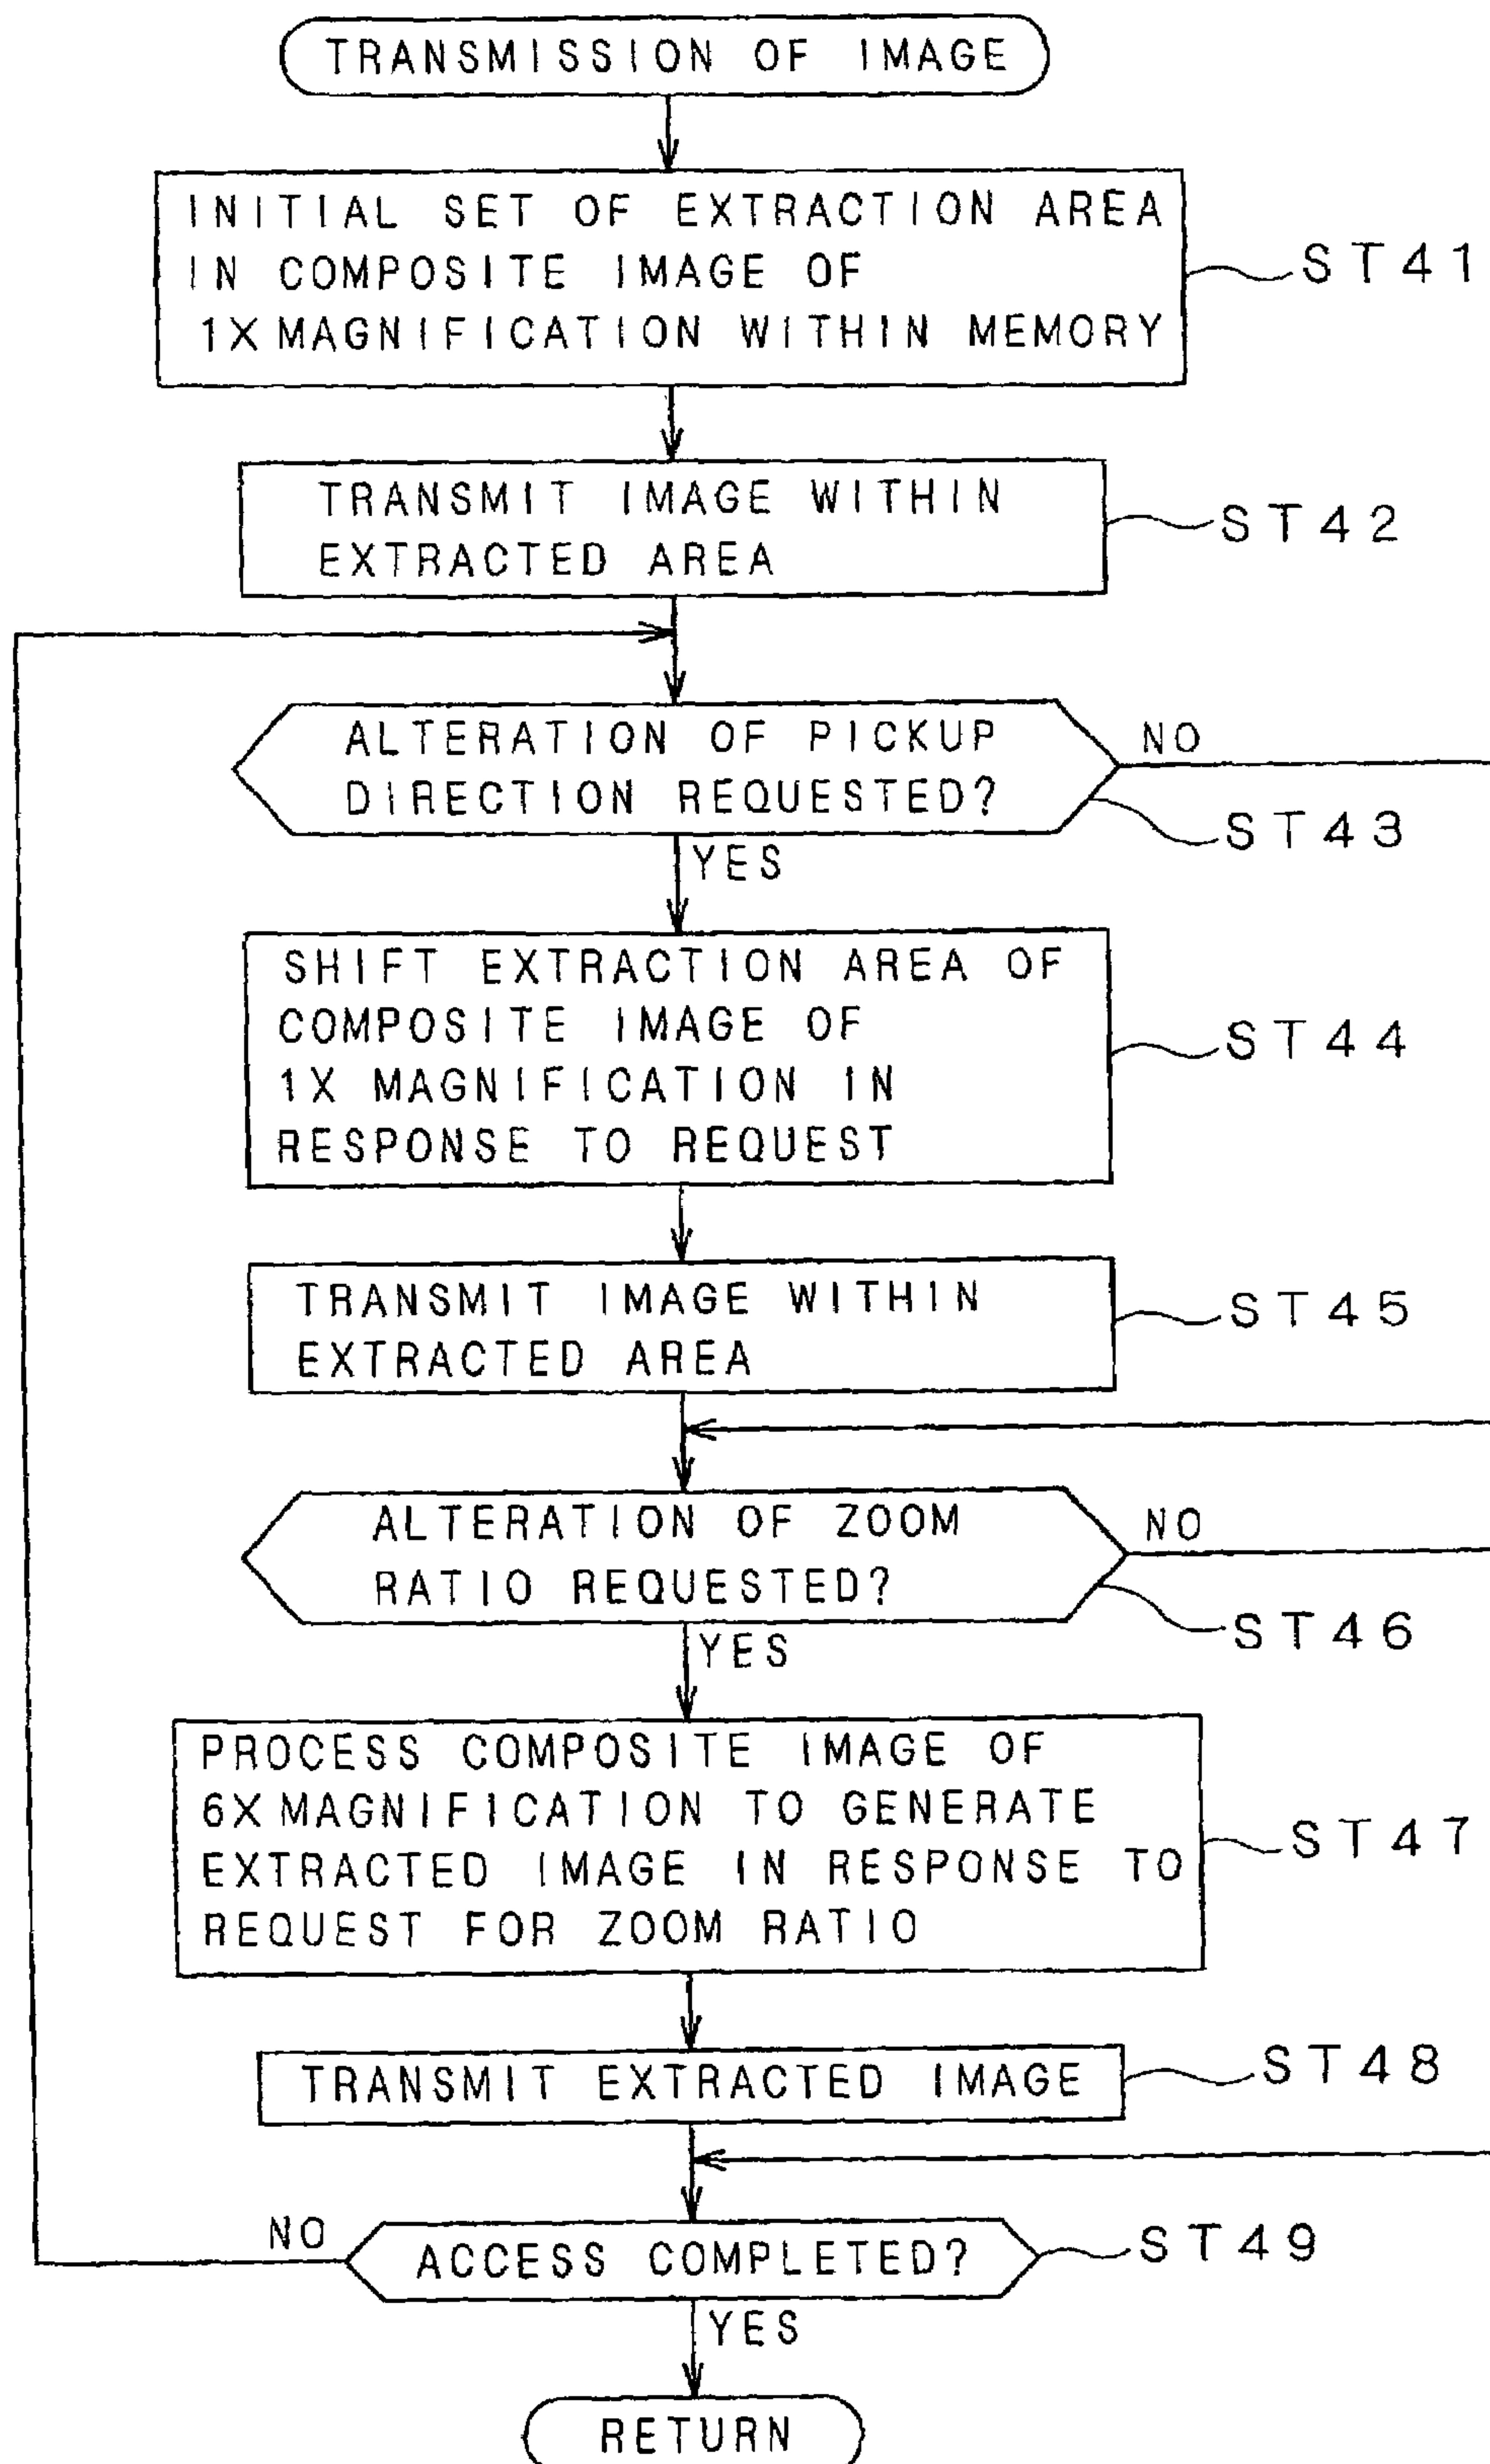 TRANSMISSION OF IMAGE
INITIAL SET OF EXTRACTION AREA
IN COMPOSITE IMAGE OF
1X MAGNIFICATION WITHIN MEMORY
ST41
TRANSMIT IMAGE WITHIN
EXTRACTED AREA
ST42
ALTERATION OF PICKUP
DIRECTION REQUESTED?
NO
ST43
YES
SHIFT EXTRACTION AREA OF
COMPOSITE IMAGE OF
1X MAGNIFICATION IN
RESPONSE TO REQUEST
ST44
TRANSMIT IMAGE WITHIN
EXTRACTED AREA
ST45
ALTERATION OF ZOOM
RATIO REQUESTED?
NO
ST46
YES
PROCESS COMPOSITE IMAGE OF
6X MAGNIFICATION TO GENERATE
EXTRACTED IMAGE IN RESPONSE TO
REQUEST FOR ZOOM RATIO
ST47
TRANSMIT EXTRACTED IMAGE
ST48
NO
ACCESS COMPLETED?
ST49
YES
RETURN